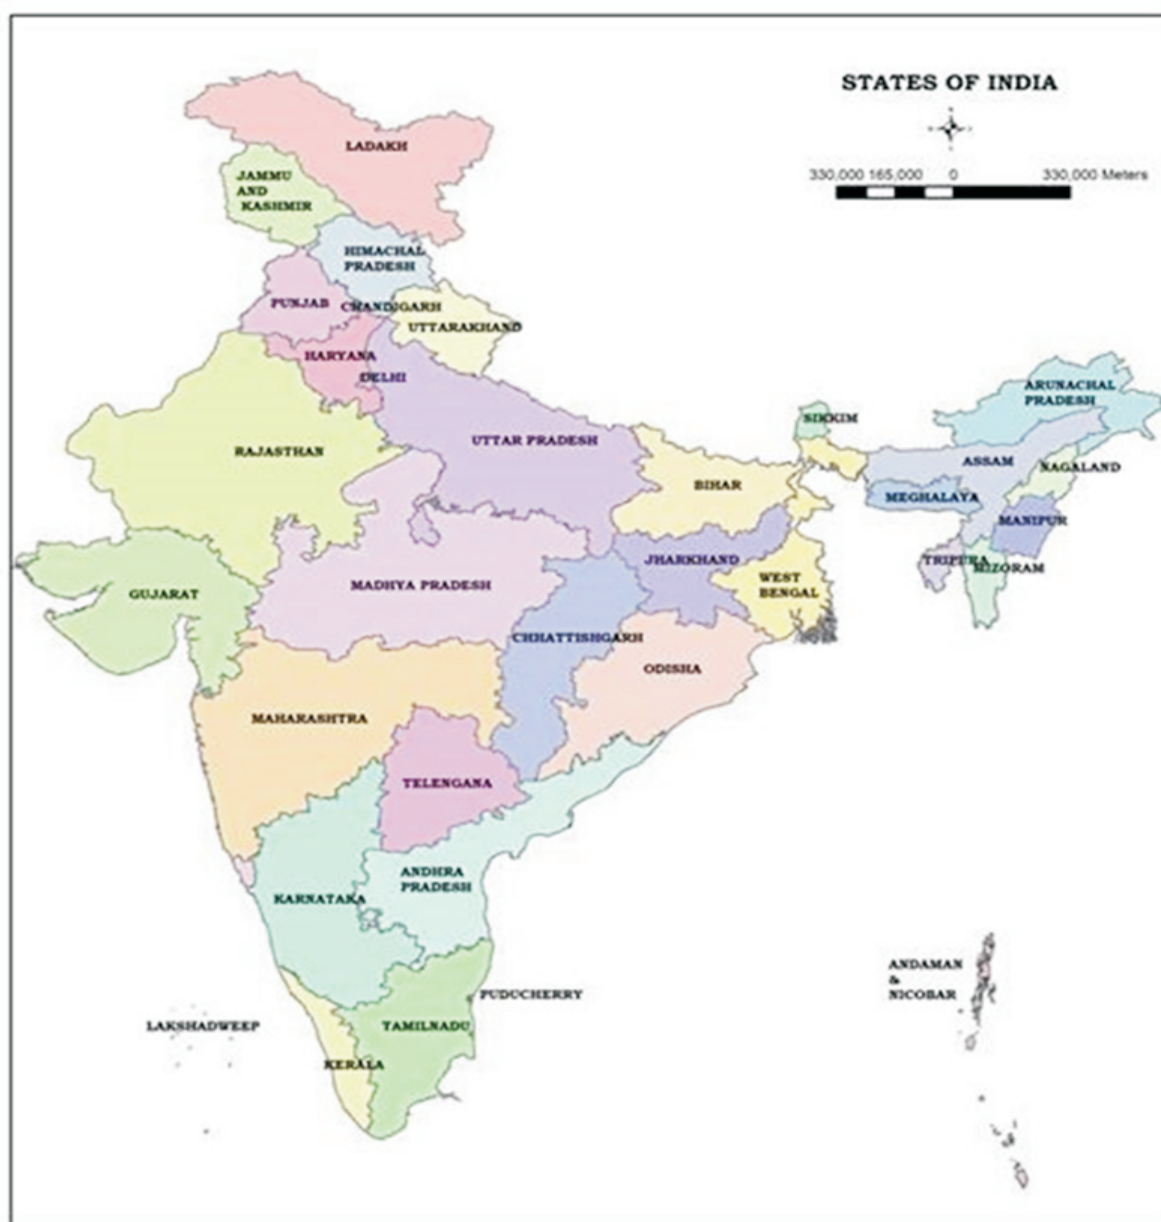 STATES OF INDIA
330,000 165,000 0 330,000 Meters
LADAKH
JAMMU
AND
KASHMIR
HIMACHAL
PRADESH
PUNJAB
CHANDIGARH
UTTARAKHAND
HARYANA
DELHI
ARUNACHAL
PRADESH
SIKKIM
UTTAR PRADESH
RAJASTHAN
ASSAM
NAGALAND
BIHAR
MEGHALAYA
MANIPUR
JHARKHAND
TRIPURA
MIZORAM
MADHYA PRADESH
WEST
BENGAL
GUJARAT
CHHATTISHGARH
ODISHA
MAHARASHTRA
TELENGANA
ANDHRA
PRADESH
KARNATAKA
ANDAMAN
&
NICOBAR
PUDUCHERRY
LAKSHADWEEP
TAMILNADU
KERALA